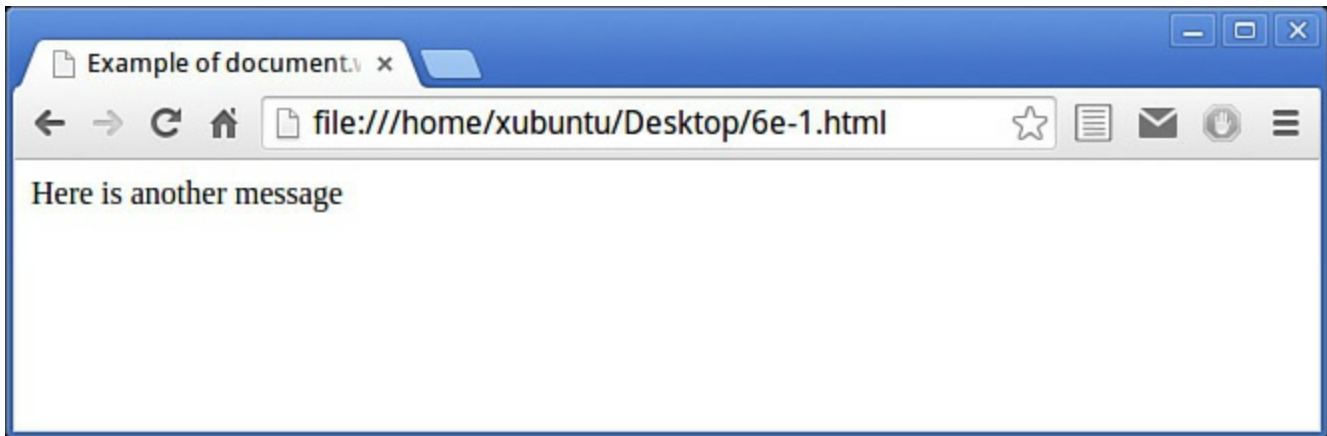 Example of document.
file:///home/xubuntu/Desktop/6e-1.html
Here is another message